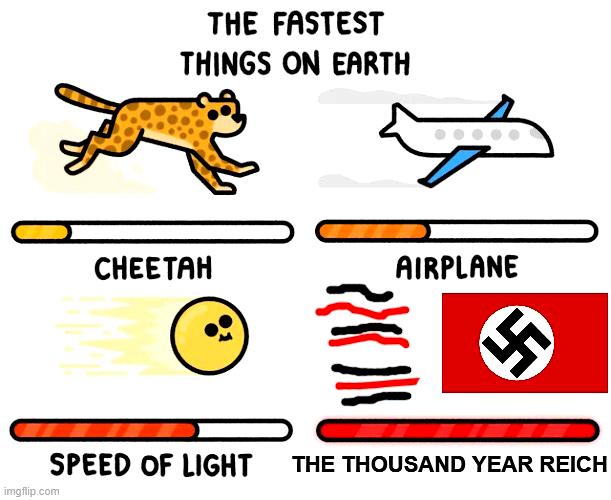 THE FASTEST
THINGS ON EARTH
CHEETAH
AIRPLANE
SPEED OF LIGHT
THE THOUSAND YEAR REICH
imgflip.com